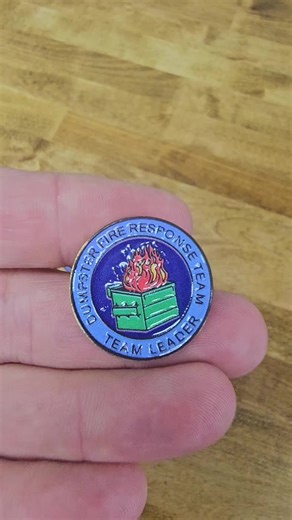 DUMPSTER FIRE RESPONSE TEAM
TEAM LEADER